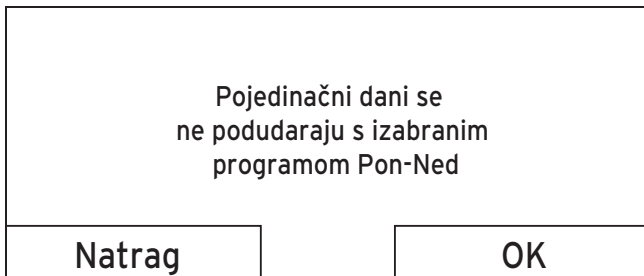 Pojedinačni dani se
ne podudaraju s izabranim
programom Pon-Ned
Natrag
OK